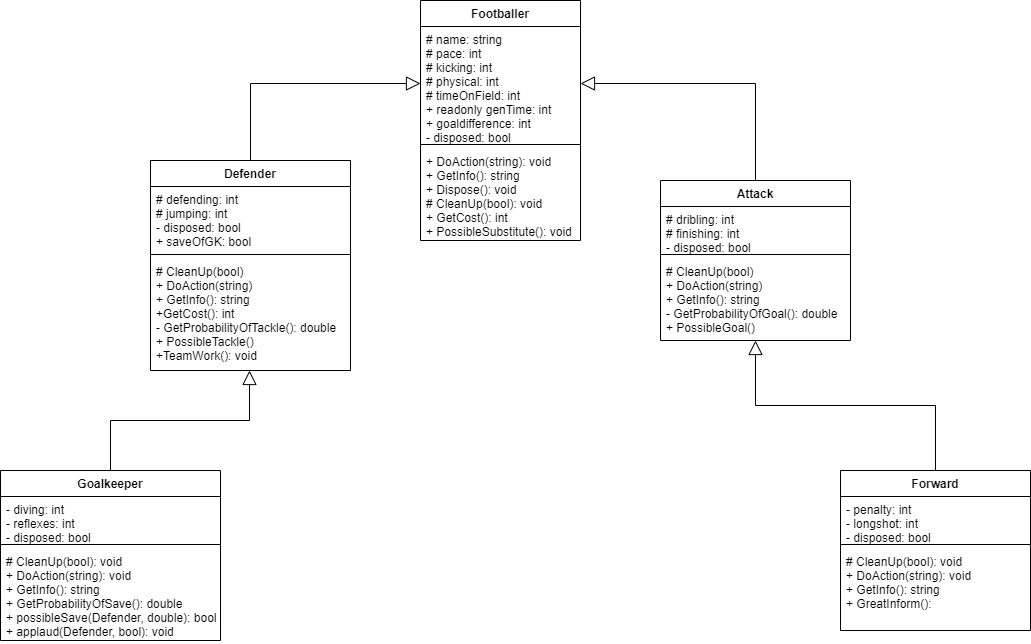 Footballer
# name: string
# pace: int
# kicking: int
# physical: int
# timeOnField: int
+ readonly genTime: int
+ goaldifference: int
- disposed: bool
+ DoAction(string): void
+ GetInfo(): string
+ Dispose(): void
# CleanUp(bool): void
+ GetCost(): int
+ PossibleSubstitute(): void
Defender
# defending: int
# jumping: int
- disposed: bool
+ saveOfGK: bool
# CleanUp(bool)
+ DoAction(string)
+ GetInfo(): string
+GetCost(): int
- GetProbabilityOfTackle(): double
+ PossibleTackle()
+TeamWork(): void
Attack
# dribling: int
# finishing: int
- disposed: bool
# CleanUp(bool)
+ DoAction(string)
+ GetInfo(): string
- GetProbabilityOfGoal(): double
+ PossibleGoal()
Goalkeeper
- diving: int
- reflexes: int
- disposed: bool
# CleanUp(bool): void
+ DoAction(string): void
+ GetInfo(): string
+ GetProbabilityOfSave(): double
+ possibleSave(Defender, double): bool
+ applaud(Defender, bool): void
Forward
- penalty: int
- longshot: int
- disposed: bool
# CleanUp(bool): void
+ DoAction(string): void
+ GetInfo(): string
+ GreatInform():